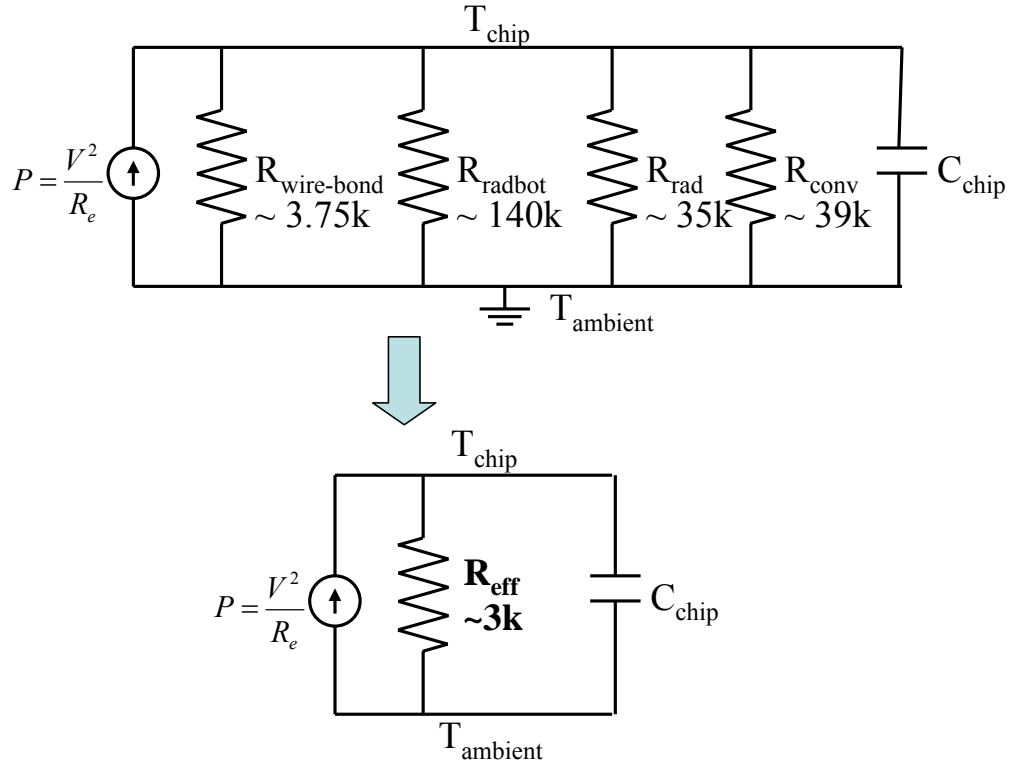 T_chip
P = V^2 / R_e
R_wire-bond
~ 3.75k
R_radbot
~ 140k
R_rad
~ 35k
R_conv
~ 39k
C_chip
T_ambient
T_chip
P = V^2 / R_e
R_eff
~3k
C_chip
T_ambient